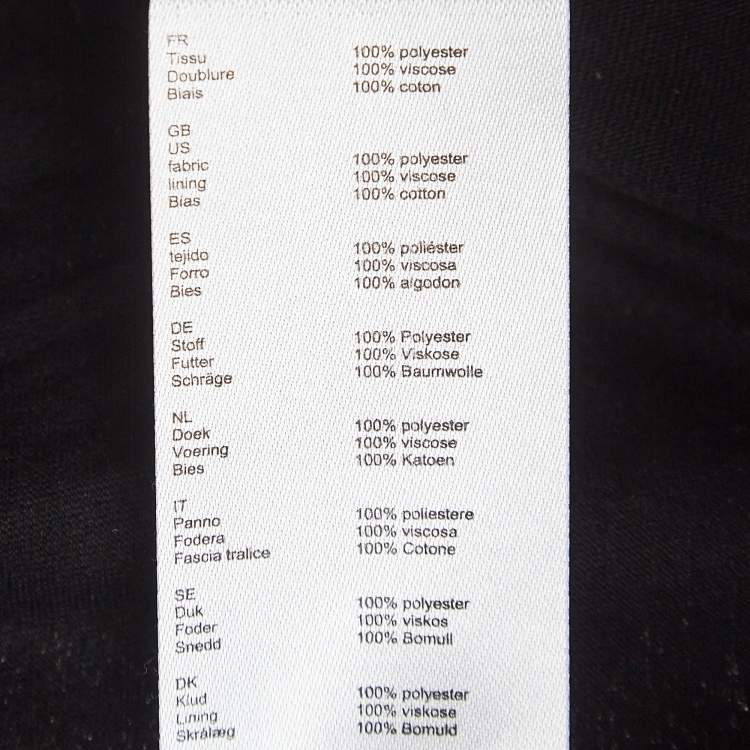 FR
Tissu 100% polyester
Doublure 100% viscose
Biais 100% coton
GB
US
fabric 100% polyester
lining 100% viscose
Bias 100% cotton
ES
tejido 100% poliéster
Forro 100% viscosa
Bies 100% algodon
DE
Stoff 100% Polyester
Futter 100% Viskose
Schräge 100% Baumwolle
NL
Doek 100% polyester
Voering 100% viscose
Bies 100% Katoen
IT
Panno 100% poliestere
Fodera 100% viscosa
Fascia tralice 100% Cotone
SE
Duk 100% polyester
Foder 100% viskos
Snedd 100% Bomull
DK
Klud 100% polyester
Lining 100% viskose
Skrålæg 100% Bomuld